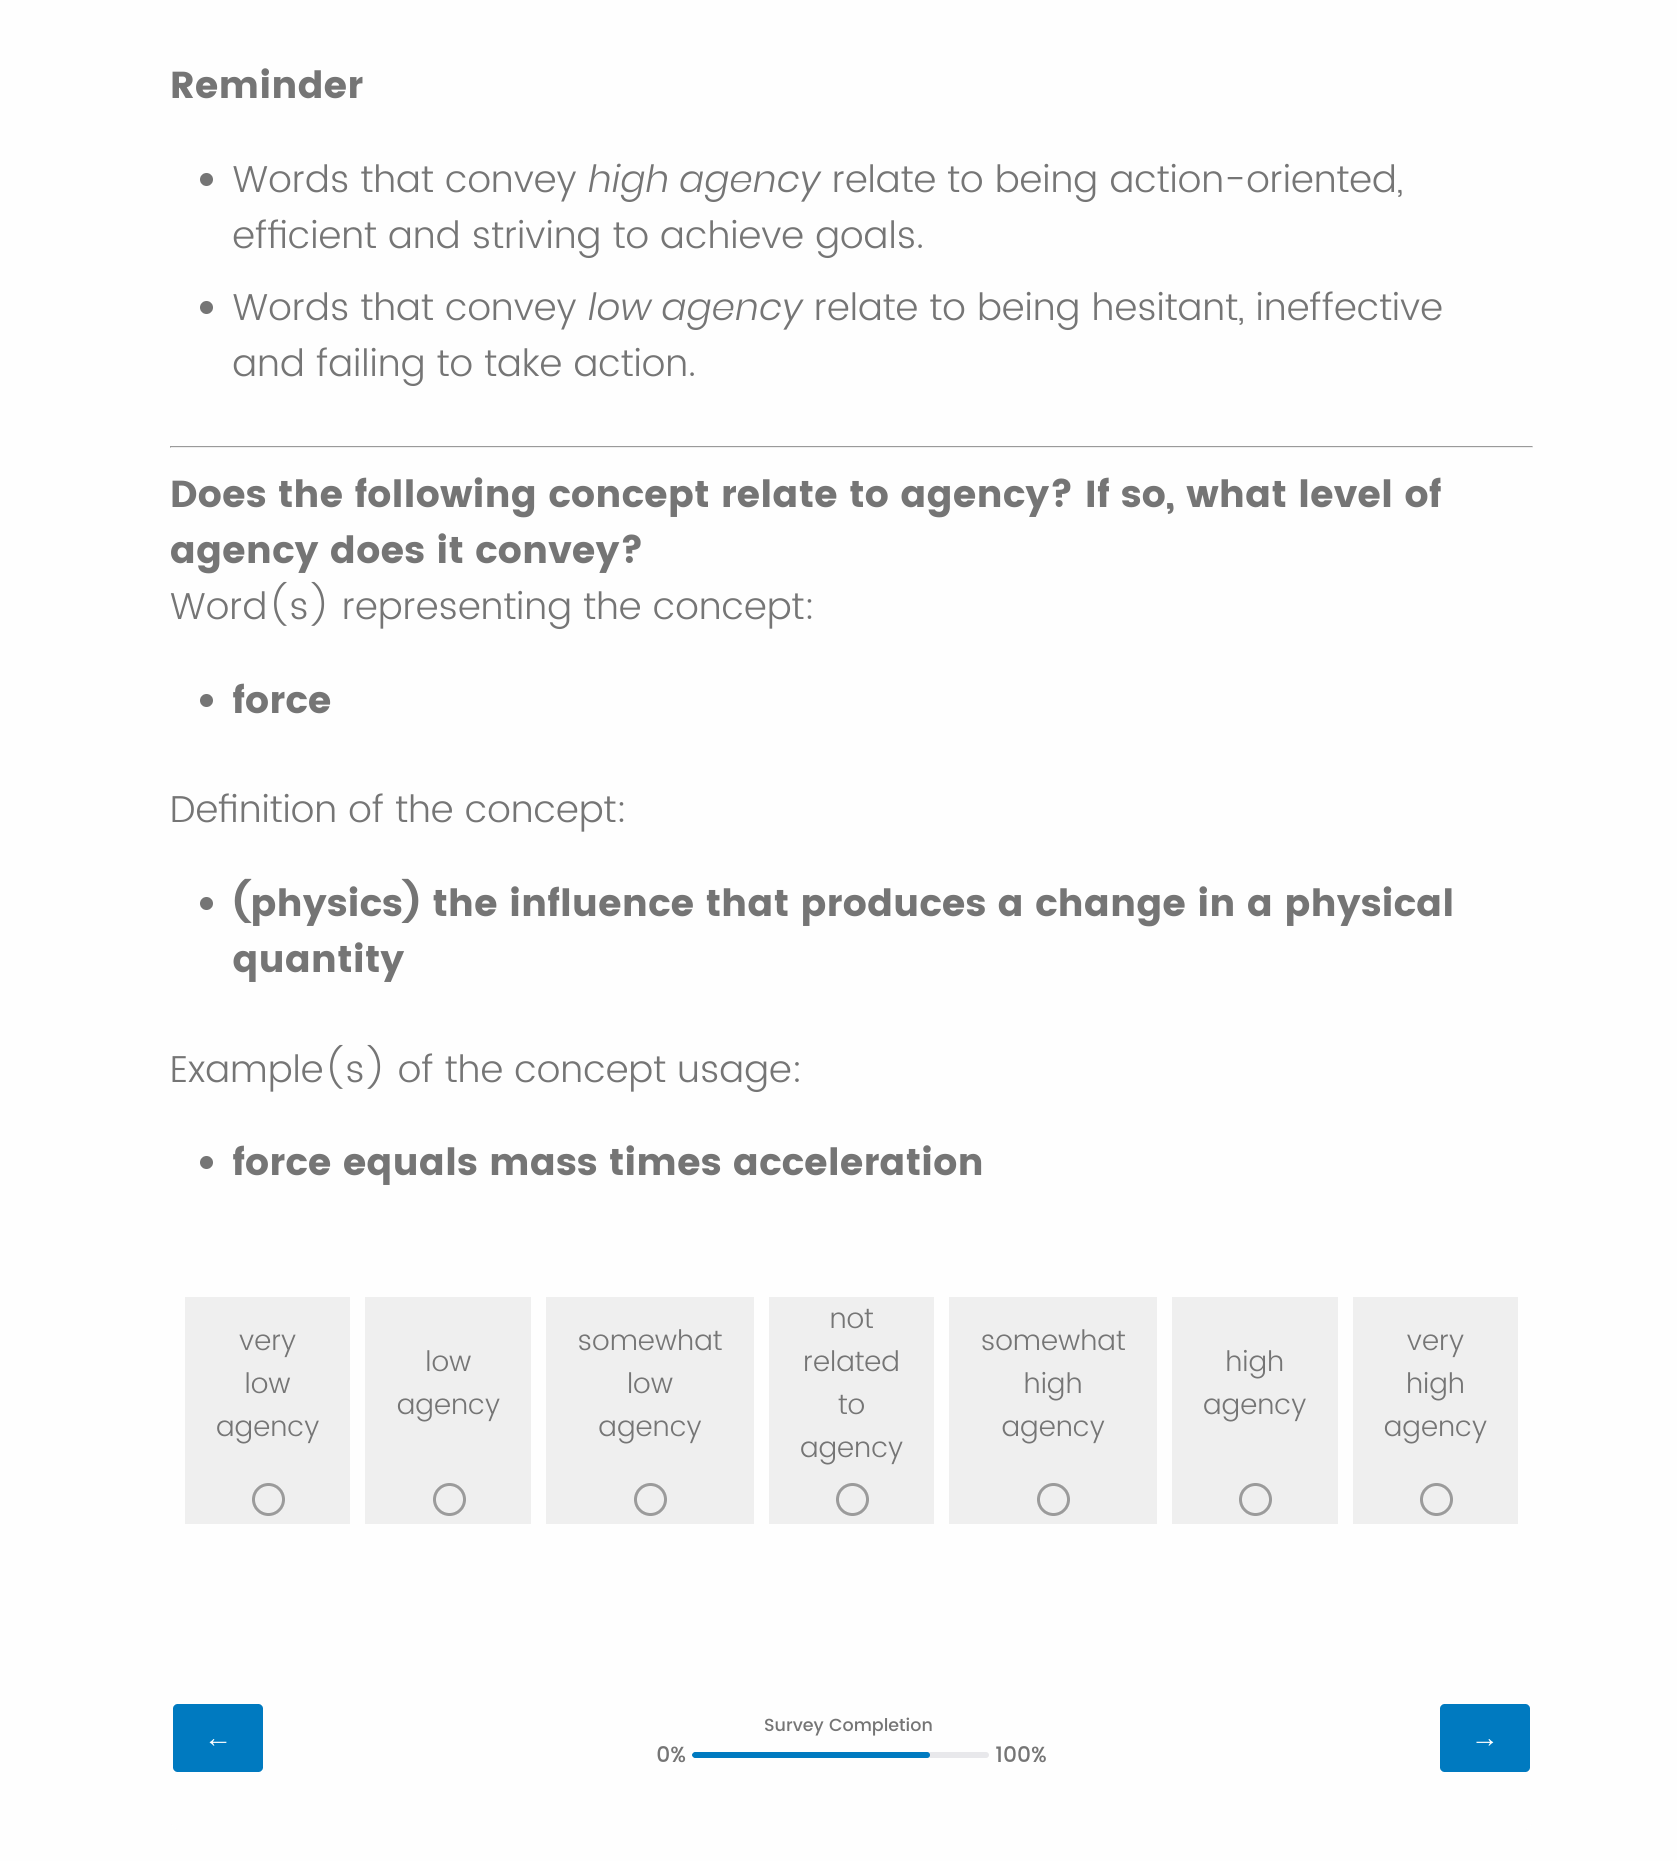 Reminder
• Words that convey high agency relate to being action-oriented,
efficient and striving to achieve goals.
• Words that convey low agency relate to being hesitant, ineffective
and failing to take action.
Does the following concept relate to agency? If so, what level of
agency does it convey?
Word(s) representing the concept:
• force
Definition of the concept:
• (physics) the influence that produces a change in a physical
quantity
Example(s) of the concept usage:
• force equals mass times acceleration
very
low
agency
low
agency
somewhat
low
agency
not
related
to
agency
somewhat
high
agency
high
agency
very
high
agency
←
Survey Completion
0% 100%
→